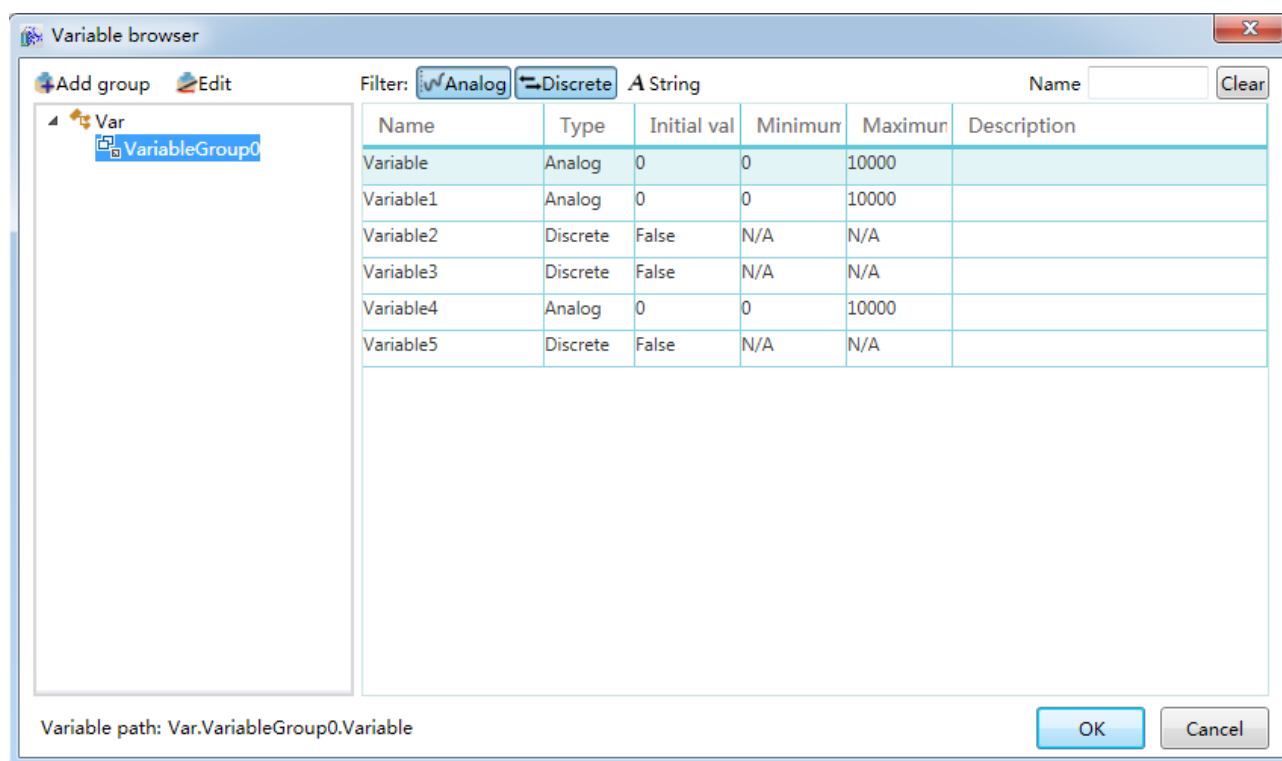 Variable browser
Add group Edit Filter: Analog Discrete A String Name Clear
Var
VariableGroup0
Name Type Initial val Minimum Maximun Description
Variable Analog 0 0 10000
Variable1 Analog 0 0 10000
Variable2 Discrete False N/A N/A
Variable3 Discrete False N/A N/A
Variable4 Analog 0 0 10000
Variable5 Discrete False N/A N/A
Variable path: Var.VariableGroup0.Variable OK Cancel